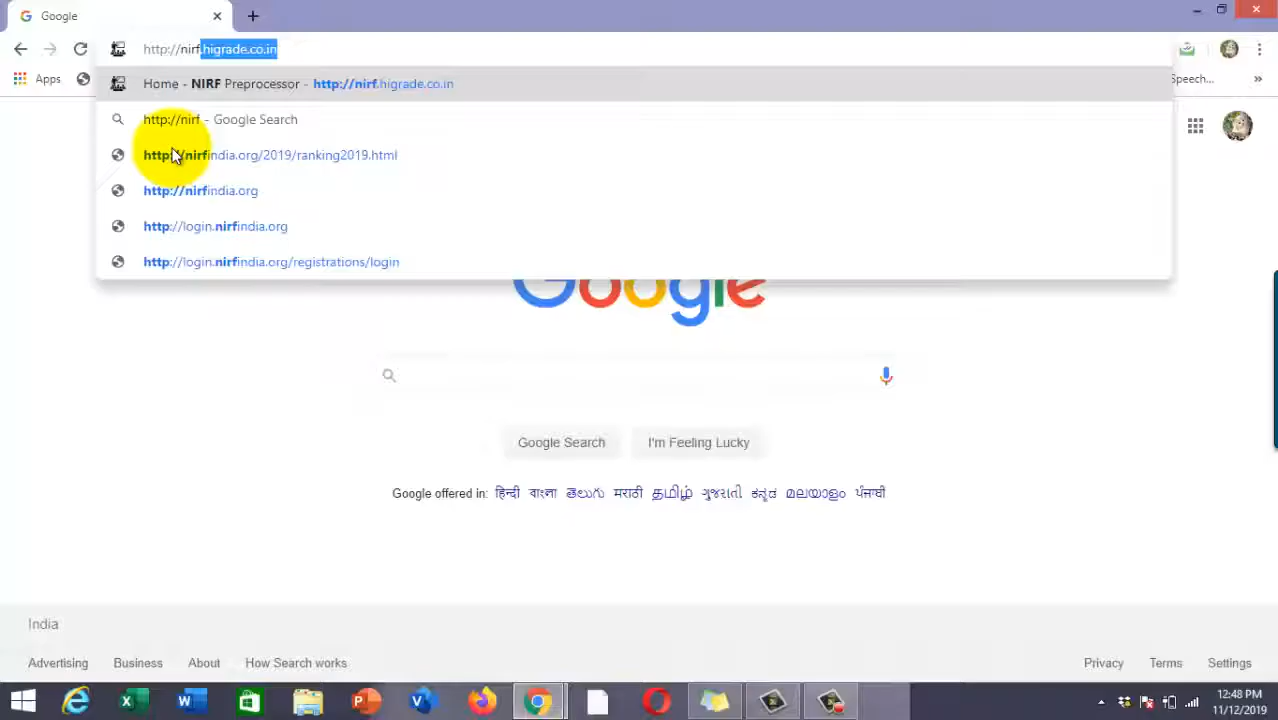 Google
http://nirf.higrade.co.in
Apps
Speech...
»
Home - NIRF Preprocessor - http://nirf.higrade.co.in
http://nirf - Google Search
http://nirfindia.org/2019/ranking2019.html
http://nirfindia.org
http://login.nirfindia.org
http://login.nirfindia.org/registrations/login
Google
Google Search I'm Feeling Lucky
Google offered in: हिन्दी বাংলা తెలుగు मराठी தமிழ் ગુજરાતી ಕನ್ನಡ മലയാളം ਪੰਜਾਬੀ
India
Advertising Business About How Search works Privacy Terms Settings
12:48 PM
11/12/2019